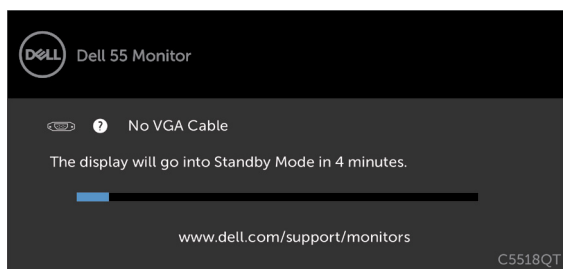 DELL Dell 55 Monitor
? No VGA Cable
The display will go into Standby Mode in 4 minutes.
www.dell.com/support/monitors
C5518QT